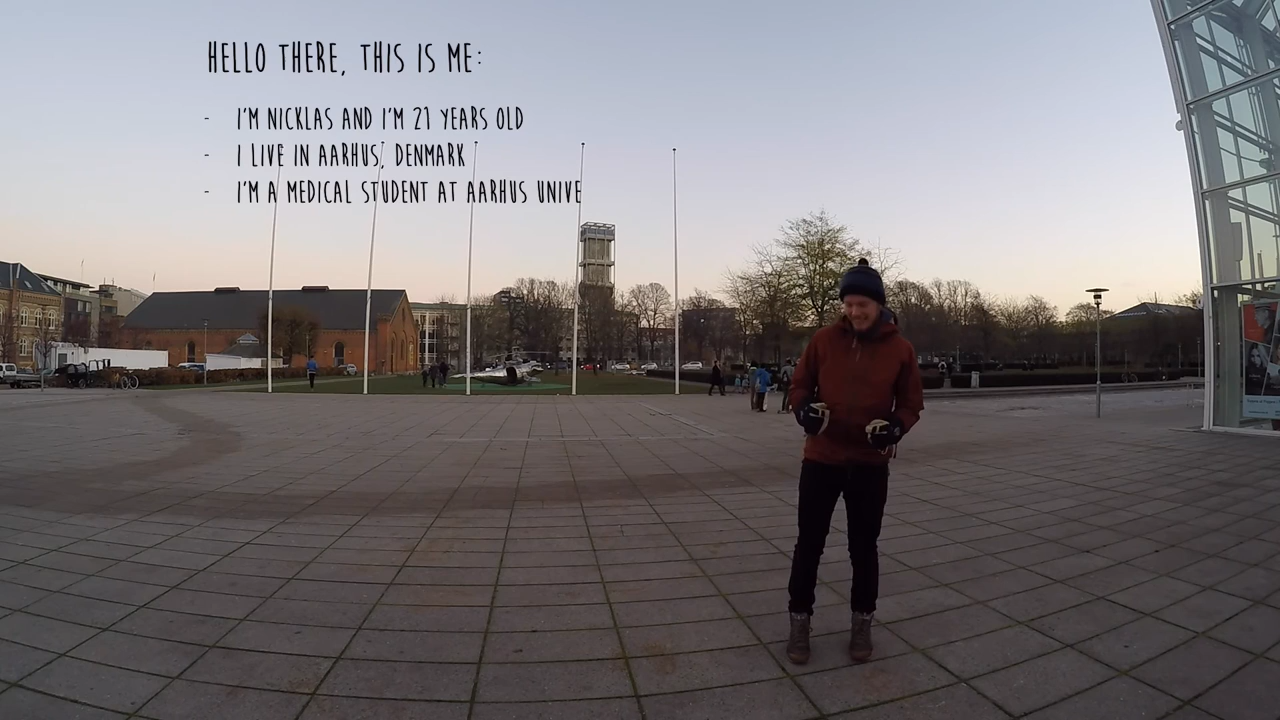 HELLO THERE, THIS IS ME:
- I'M NICKLAS AND I'M 21 YEARS OLD
- I LIVE IN AARHUS, DENMARK
- I'M A MEDICAL STUDENT AT AARHUS UNIVE